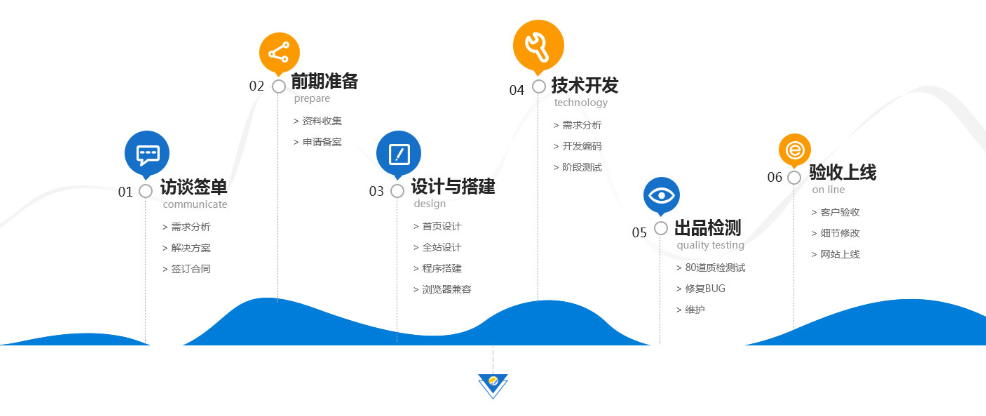 01
访谈签单
communicate
> 需求分析
> 解决方案
> 签订合同
02
前期准备
prepare
> 资料收集
> 申请备室
03
设计与搭建
design
> 首页设计
> 全站设计
> 程序搭建
> 浏览器兼容
04
技术开发
technology
> 需求分析
> 开发编码
> 阶段测试
05
出品检测
quality testing
> 80道质检测试
> 修复BUG
> 维护
06
验收上线
on line
> 客户验收
> 细节修改
> 网站上线